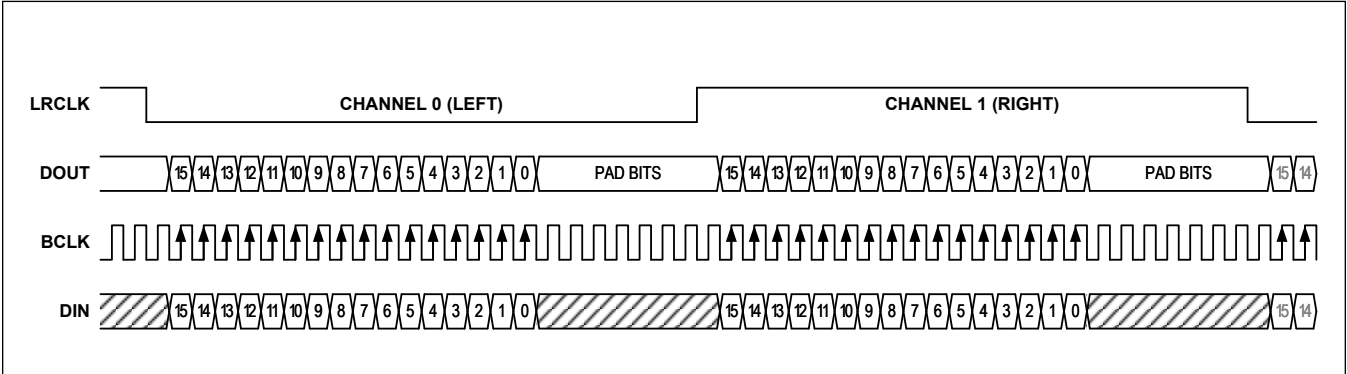 LRCLK CHANNEL 0 (LEFT) CHANNEL 1 (RIGHT)
DOUT 15 14 13 12 11 10 9 8 7 6 5 4 3 2 1 0 PAD BITS 15 14 13 12 11 10 9 8 7 6 5 4 3 2 1 0 PAD BITS 15 14
BCLK
DIN 15 14 13 12 11 10 9 8 7 6 5 4 3 2 1 0 15 14 13 12 11 10 9 8 7 6 5 4 3 2 1 0 15 14